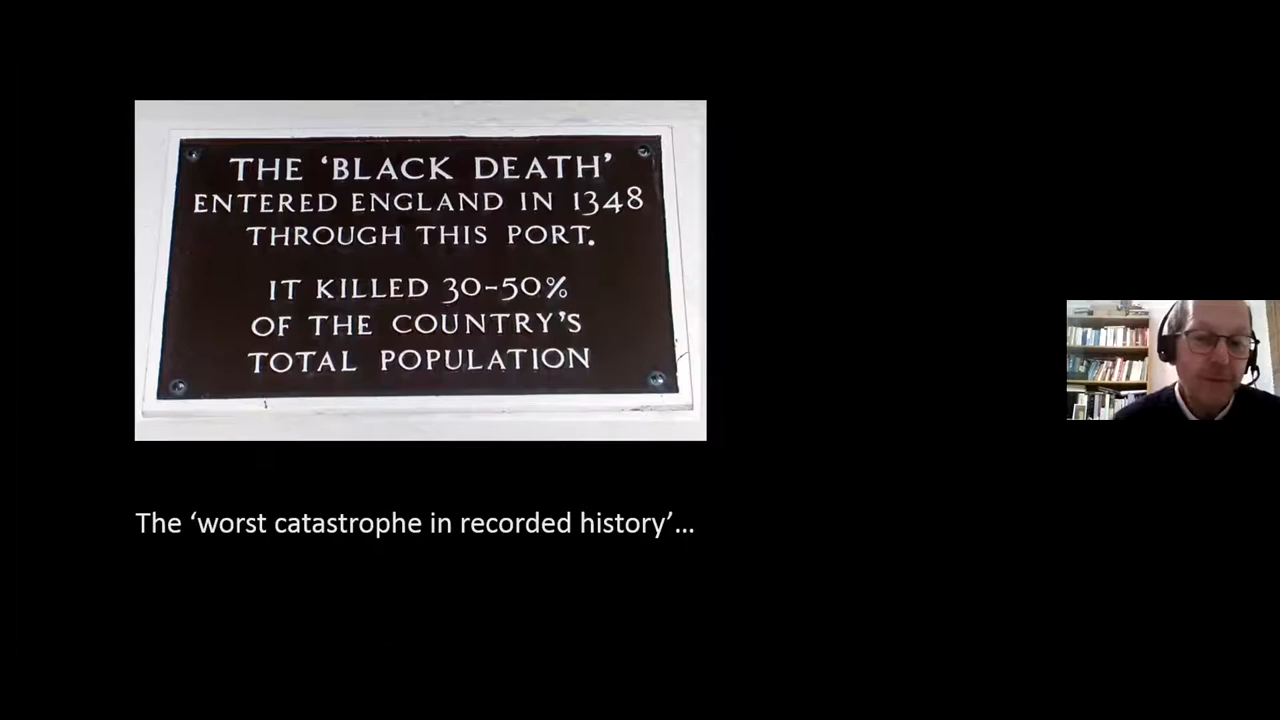 THE ‘BLACK DEATH’
ENTERED ENGLAND IN 1348
THROUGH THIS PORT.
IT KILLED 30-50%
OF THE COUNTRY’S
TOTAL POPULATION
The ‘worst catastrophe in recorded history’...